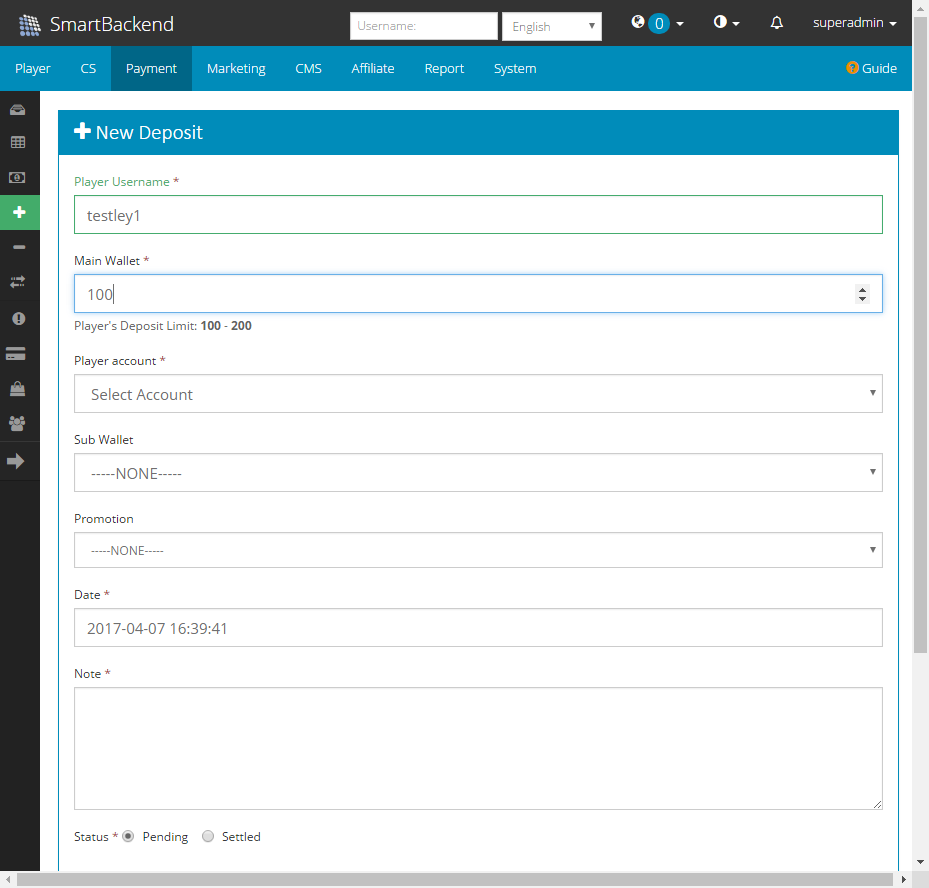 SmartBackend
Username:
English
0
superadmin
Player
CS
Payment
Marketing
CMS
Affiliate
Report
System
? Guide
New Deposit
Player Username *
testley1
Main Wallet *
100
Player's Deposit Limit: 100 - 200
Player account *
Select Account
Sub Wallet
-----NONE-----
Promotion
-----NONE-----
Date *
2017-04-07 16:39:41
Note *
Status * Pending Settled